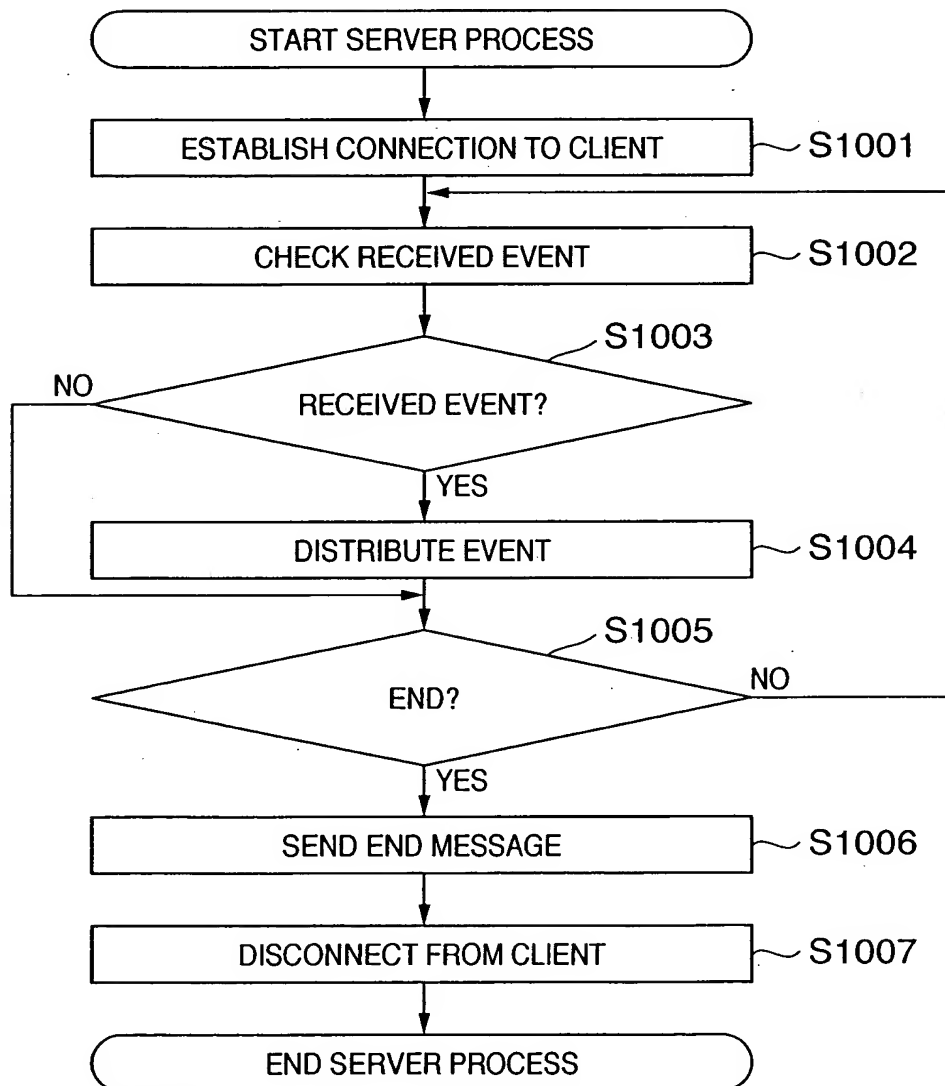 START SERVER PROCESS
ESTABLISH CONNECTION TO CLIENT
S1001
CHECK RECEIVED EVENT
S1002
S1003
NO
RECEIVED EVENT?
YES
DISTRIBUTE EVENT
S1004
S1005
END?
NO
YES
SEND END MESSAGE
S1006
DISCONNECT FROM CLIENT
S1007
END SERVER PROCESS